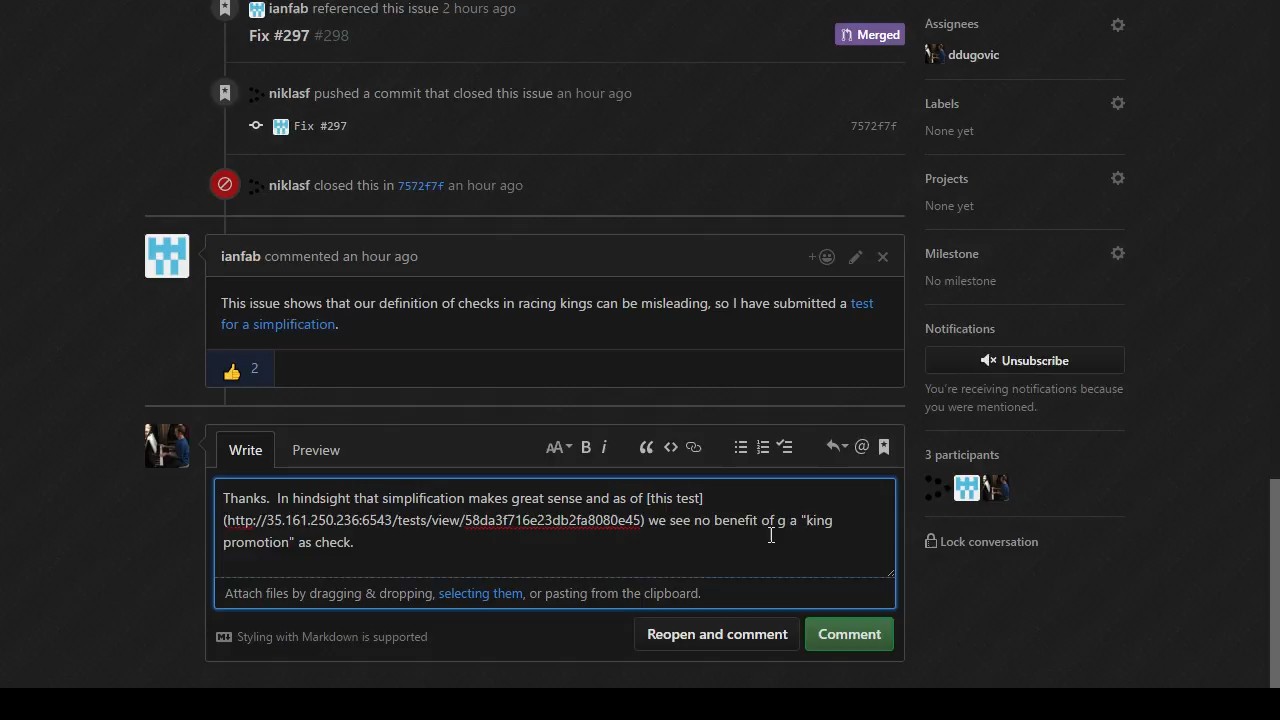 ianfab referenced this issue 2 hours ago
Fix #297 #298
Merged
niklasf pushed a commit that closed this issue an hour ago
Fix #297
7572f7f
niklasf closed this in 7572f7f an hour ago
ianfab commented an hour ago
This issue shows that our definition of checks in racing kings can be misleading, so I have submitted a test
for a simplification.
2
Write
Preview
AA B i
Thanks.  In hindsight that simplification makes great sense and as of [this test]
(http://35.161.250.236:6543/tests/view/58da3f716e23db2fa8080e45) we see no benefit of g a "king
promotion" as check.
Attach files by dragging & dropping, selecting them, or pasting from the clipboard.
Styling with Markdown is supported
Reopen and comment
Comment
Assignees
ddugovic
Labels
None yet
Projects
None yet
Milestone
No milestone
Notifications
Unsubscribe
You're receiving notifications because
you were mentioned.
3 participants
Lock conversation